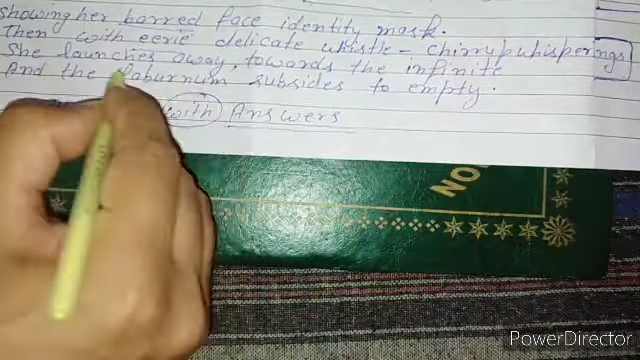 showing her barred face identity mask.
Then with eerie delicate whistle - chirrup whisperings
She launches away, towards the infinite
And the Laburnum subsides to empty.
with Answers
NO
PowerDirector